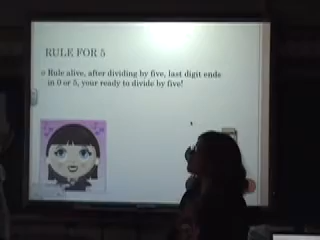 RULE FOR 5
Rule alive, after dividing by five, last digit ends
in 0 or 5, your ready to divide by five!